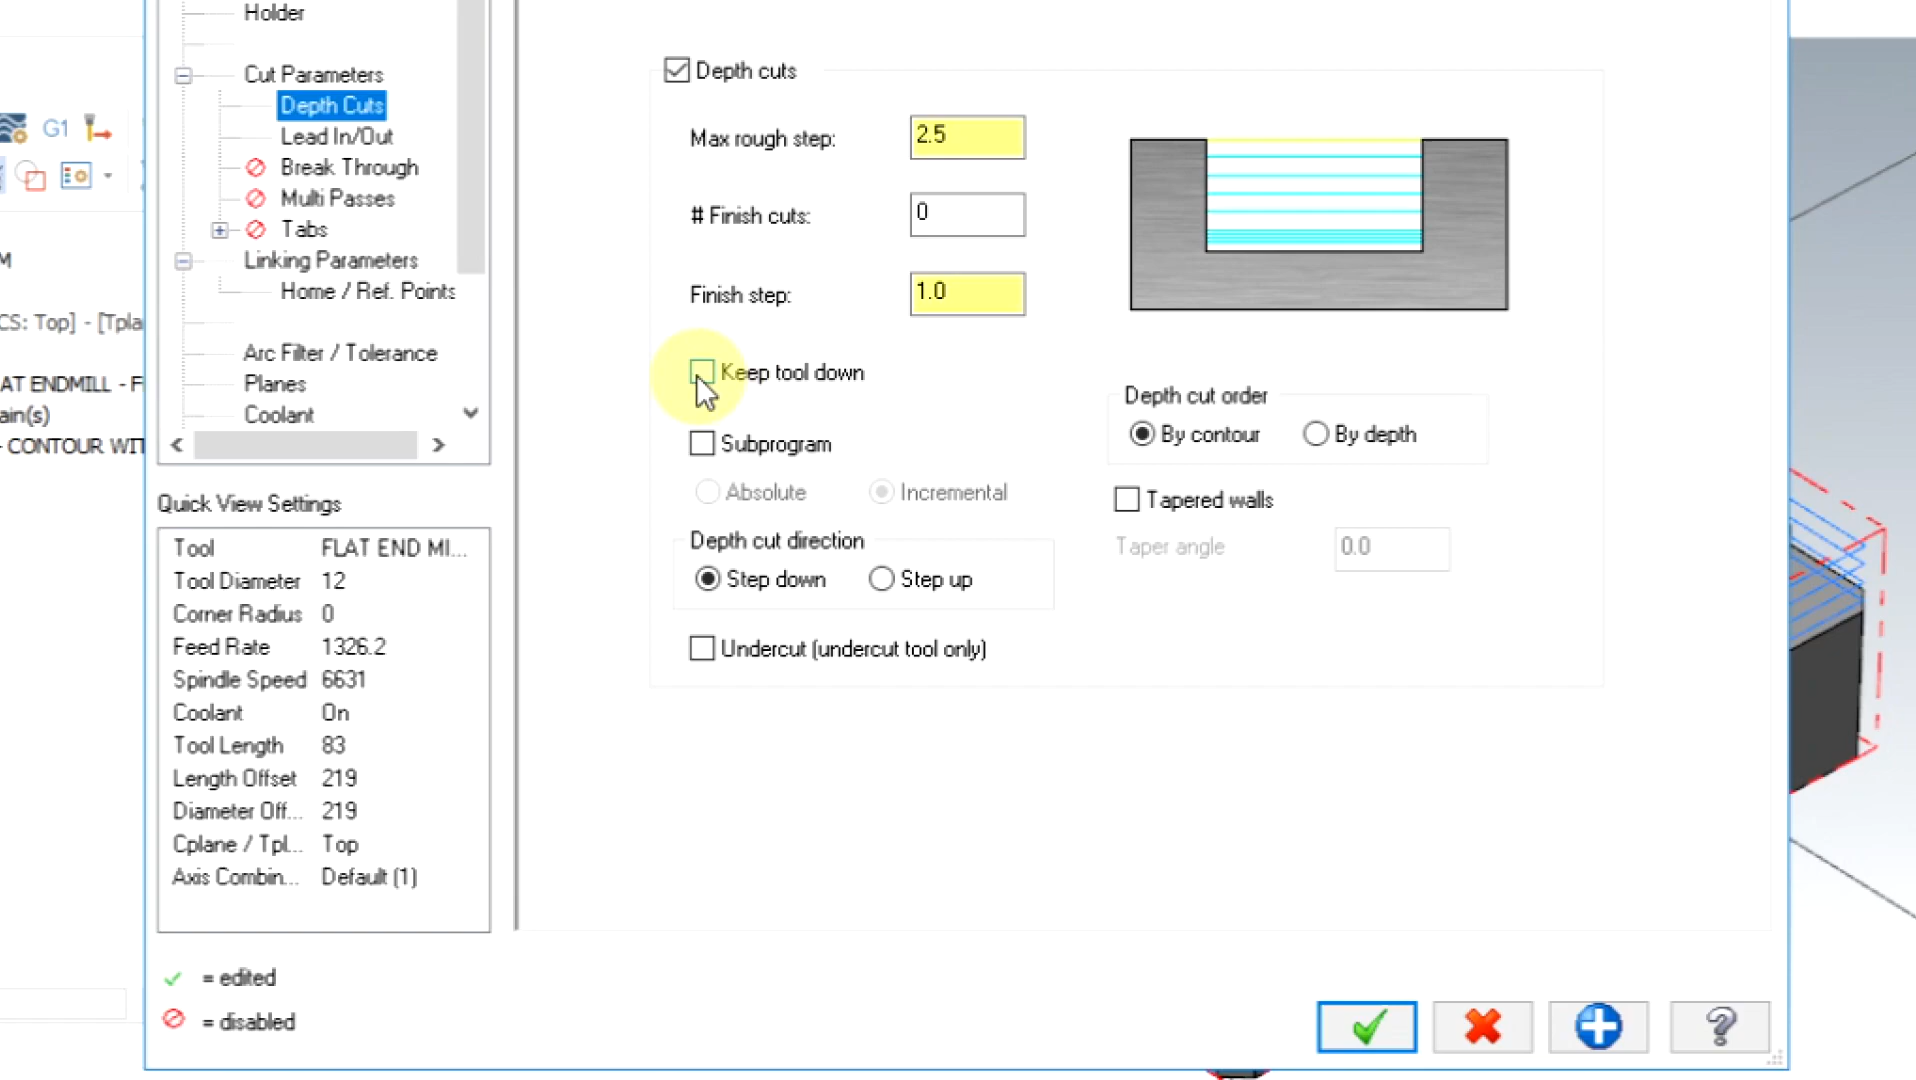 Holder
Cut Parameters
Depth Cuts
Lead In/Out
Break Through
Multi Passes
Tabs
Linking Parameters
Home / Ref. Points
Arc Filter / Tolerance
Planes
Coolant
G1
M
CS: Top] - [Tpla
AT ENDMILL - F
ain(s)
- CONTOUR WIT
Quick View Settings
Tool FLAT END MI...
Tool Diameter 12
Corner Radius 0
Feed Rate 1326.2
Spindle Speed 6631
Coolant On
Tool Length 83
Length Offset 219
Diameter Off... 219
Cplane / Tpl... Top
Axis Combin... Default (1)
= edited
= disabled
Depth cuts
Max rough step: 2.5
# Finish cuts: 0
Finish step: 1.0
Keep tool down
Subprogram
Absolute Incremental
Depth cut direction
Step down Step up
Undercut (undercut tool only)
Depth cut order
By contour By depth
Tapered walls
Taper angle 0.0